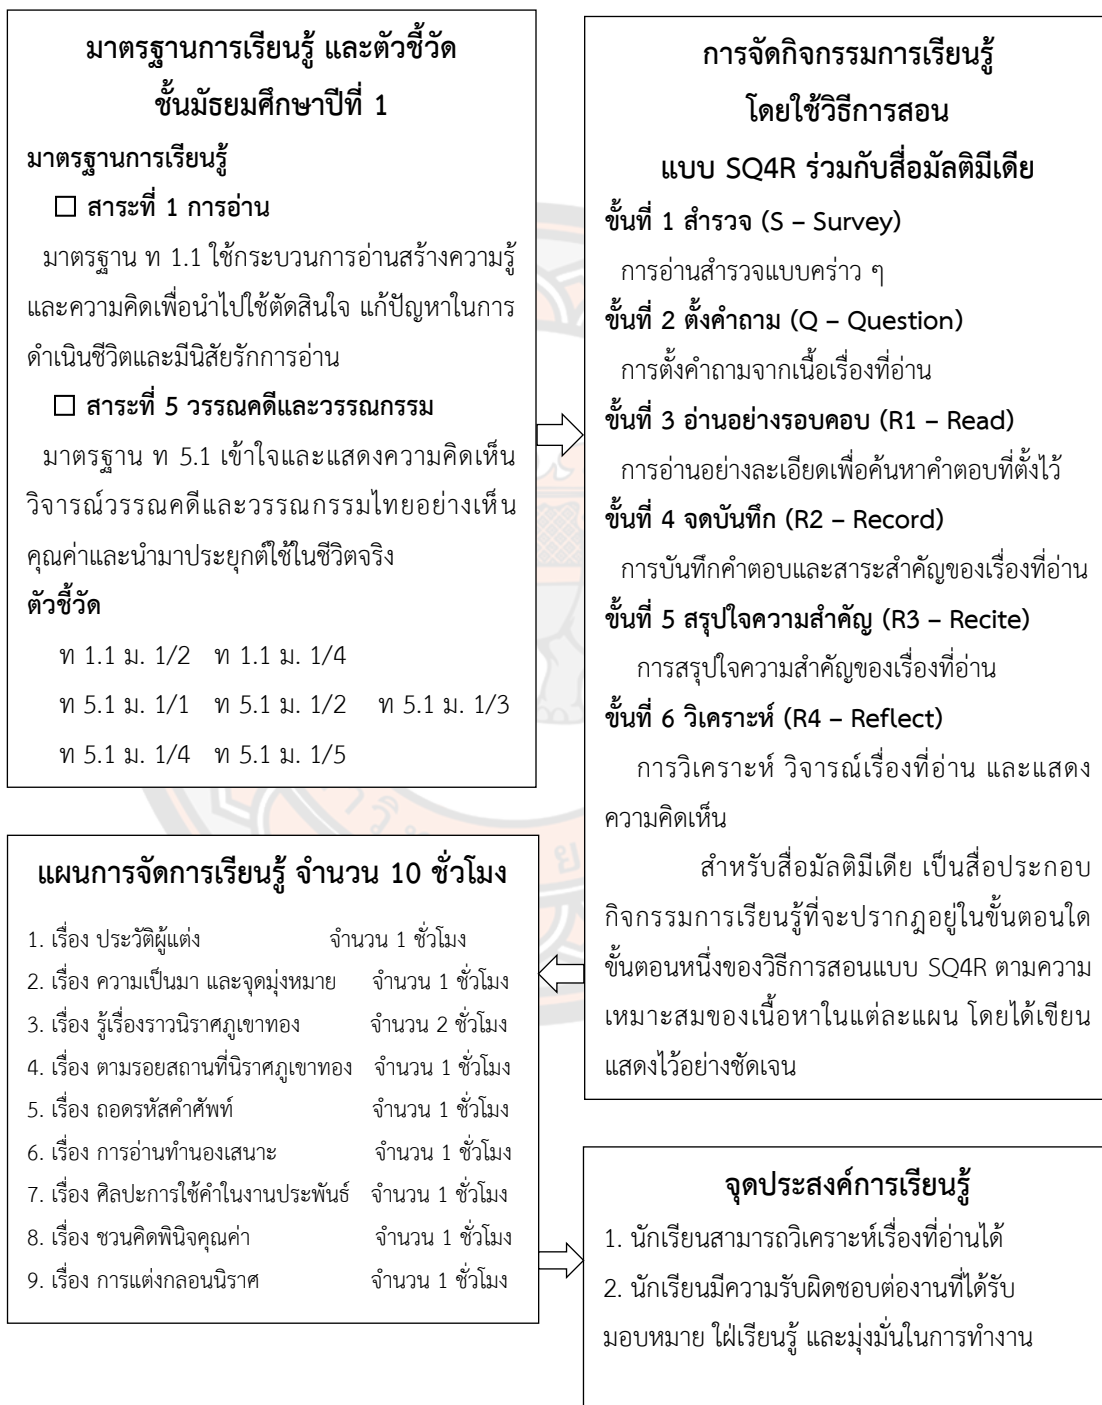 มาตรฐานการเรียนรู้ และตัวชี้วัด
ชั้นมัธยมศึกษาปีที่ 1
มาตรฐานการเรียนรู้
☐ สาระที่ 1 การอ่าน
มาตรฐาน ท 1.1 ใช้กระบวนการอ่านสร้างความรู้
และความคิดเพื่อนำไปใช้ตัดสินใจ แก้ปัญหาในการ
ดำเนินชีวิตและมีนิสัยรักการอ่าน
☐ สาระที่ 5 วรรณคดีและวรรณกรรม
มาตรฐาน ท 5.1 เข้าใจและแสดงความคิดเห็น
วิจารณ์วรรณคดีและวรรณกรรมไทยอย่างเห็น
คุณค่าและนำมาประยุกต์ใช้ในชีวิตจริง
ตัวชี้วัด
ท 1.1 ม. 1/2 ท 1.1 ม. 1/4
ท 5.1 ม. 1/1 ท 5.1 ม. 1/2 ท 5.1 ม. 1/3
ท 5.1 ม. 1/4 ท 5.1 ม. 1/5
การจัดกิจกรรมการเรียนรู้
โดยใช้วิธีการสอน
แบบ SQ4R ร่วมกับสื่อมัลติมีเดีย
ขั้นที่ 1 สำรวจ (S – Survey)
การอ่านสำรวจแบบคร่าว ๆ
ขั้นที่ 2 ตั้งคำถาม (Q – Question)
การตั้งคำถามจากเนื้อเรื่องที่อ่าน
ขั้นที่ 3 อ่านอย่างรอบคอบ (R1 – Read)
การอ่านอย่างละเอียดเพื่อค้นหาคำตอบที่ตั้งไว้
ขั้นที่ 4 จดบันทึก (R2 – Record)
การบันทึกคำตอบและสาระสำคัญของเรื่องที่อ่าน
ขั้นที่ 5 สรุปใจความสำคัญ (R3 – Recite)
การสรุปใจความสำคัญของเรื่องที่อ่าน
ขั้นที่ 6 วิเคราะห์ (R4 – Reflect)
การวิเคราะห์ วิจารณ์เรื่องที่อ่าน และแสดง
ความคิดเห็น
สำหรับสื่อมัลติมีเดีย เป็นสื่อประกอบ
กิจกรรมการเรียนรู้ที่จะปรากฏอยู่ในขั้นตอนใด
ขั้นตอนหนึ่งของวิธีการสอนแบบ SQ4R ตามความ
เหมาะสมของเนื้อหาในแต่ละแผน โดยได้เขียน
แสดงไว้อย่างชัดเจน
แผนการจัดการเรียนรู้ จำนวน 10 ชั่วโมง
1. เรื่อง ประวัติผู้แต่ง จำนวน 1 ชั่วโมง
2. เรื่อง ความเป็นมา และจุดมุ่งหมาย จำนวน 1 ชั่วโมง
3. เรื่อง รู้เรื่องราวนิราศภูเขาทอง จำนวน 2 ชั่วโมง
4. เรื่อง ตามรอยสถานที่นิราศภูเขาทอง จำนวน 1 ชั่วโมง
5. เรื่อง ถอดรหัสคำศัพท์ จำนวน 1 ชั่วโมง
6. เรื่อง การอ่านทำนองเสนาะ จำนวน 1 ชั่วโมง
7. เรื่อง ศิลปะการใช้คำในงานประพันธ์ จำนวน 1 ชั่วโมง
8. เรื่อง ชวนคิดพินิจคุณค่า จำนวน 1 ชั่วโมง
9. เรื่อง การแต่งกลอนนิราศ จำนวน 1 ชั่วโมง
จุดประสงค์การเรียนรู้
1. นักเรียนสามารถวิเคราะห์เรื่องที่อ่านได้
2. นักเรียนมีความรับผิดชอบต่องานที่ได้รับ
มอบหมาย ใฝ่เรียนรู้ และมุ่งมั่นในการทำงาน